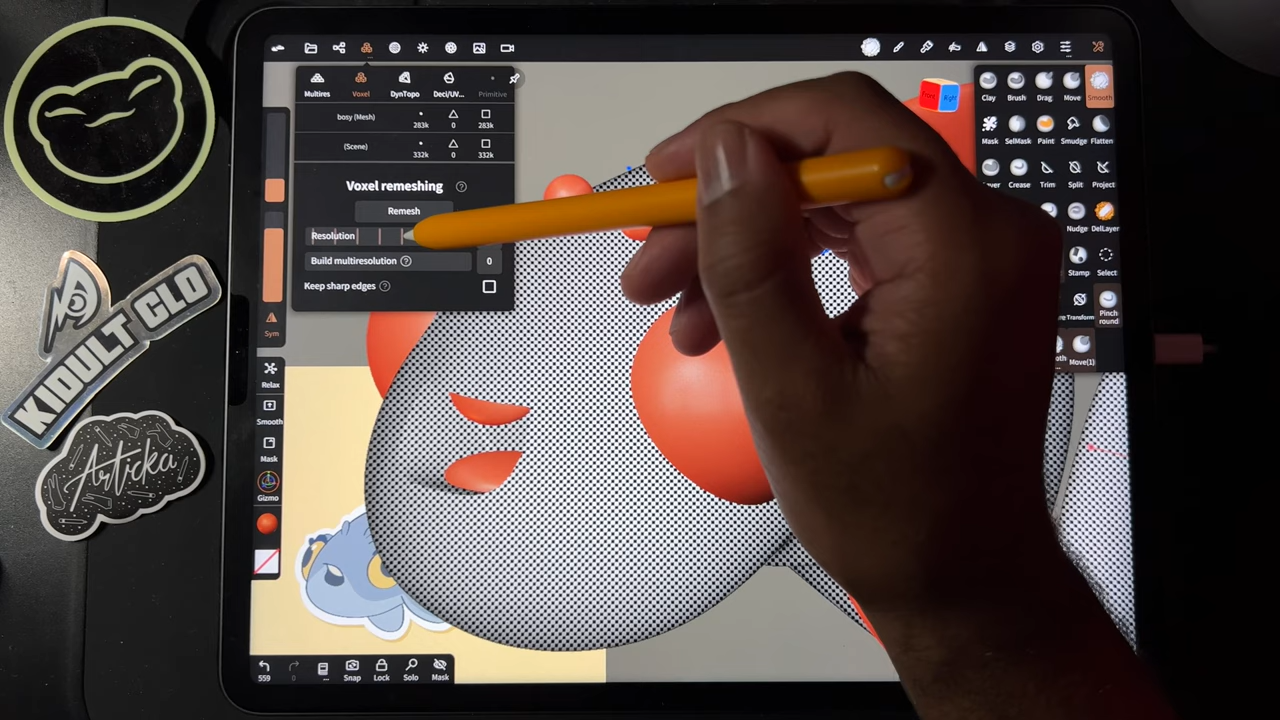 Multires
Voxel
DynTopo
Deci/UV...
Primitive
bosy (Mesh)
283k
0
283k
(Scene)
332k
0
332k
Voxel remeshing
Remesh
Resolution
Build multiresolution
0
Keep sharp edges
Right
Clay
Brush
Drag
Move
Smooth
Mask
SelMask
Paint
Smudge
Flatten
Crease
Trim
Split
Project
Nudge
DelLayer
Stamp
Select
Transform
Pinch
round
Move(1)
Sym
Relax
Smooth
Mask
Gizmo
559
0
Snap
Lock
Solo
Mask
KIDULT CLO
Articka